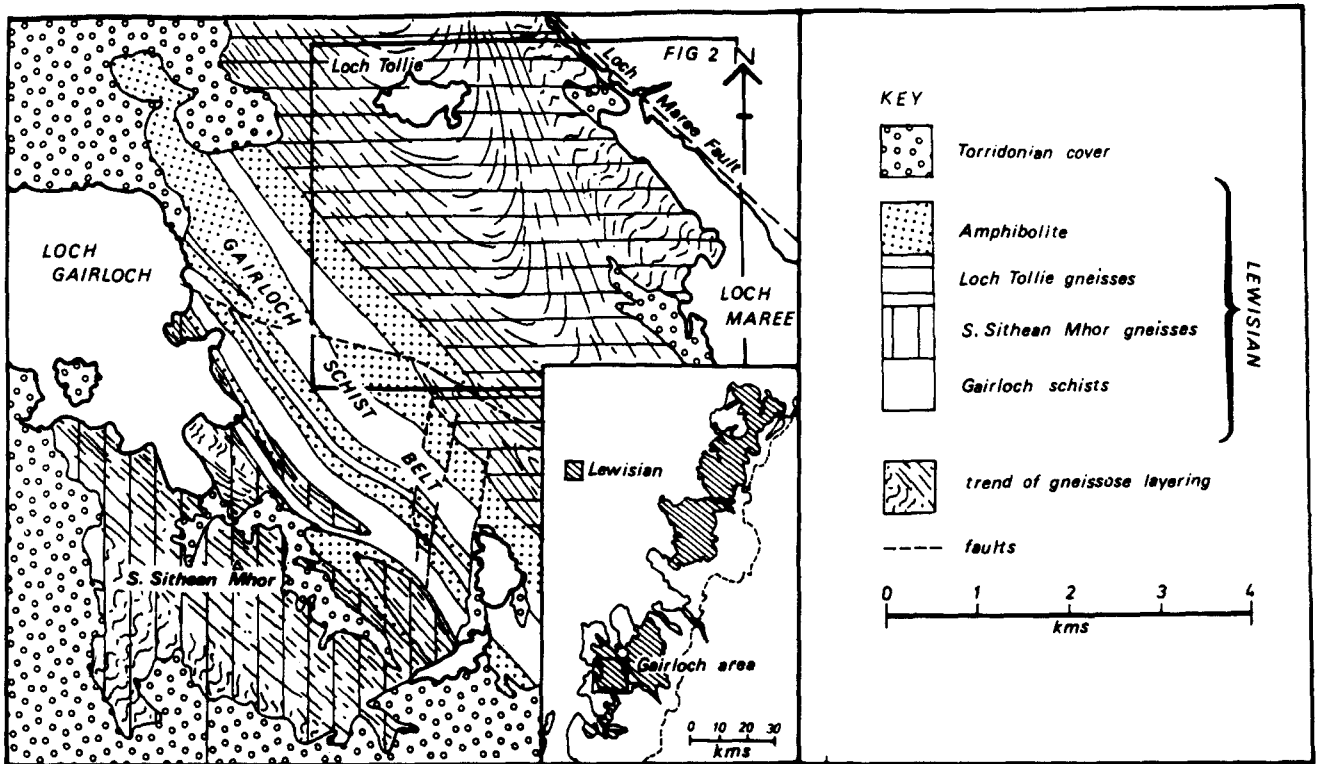 Loch Tollie
FIG 2
N
Loch
Maree
Fault
LOCH
GAIRLOCH
GAIRLOCH
SCHIST
BELT
LOCH
MAREE
S. Sithean Mhor
Lewisian
Gairloch area
0 10 20 30
kms
KEY
Torridonian cover
Amphibolite
Loch Tollie gneisses
S. Sithean Mhor gneisses
Gairloch schists
LEWISIAN
trend of gneissose layering
faults
0 1 2 3 4
kms